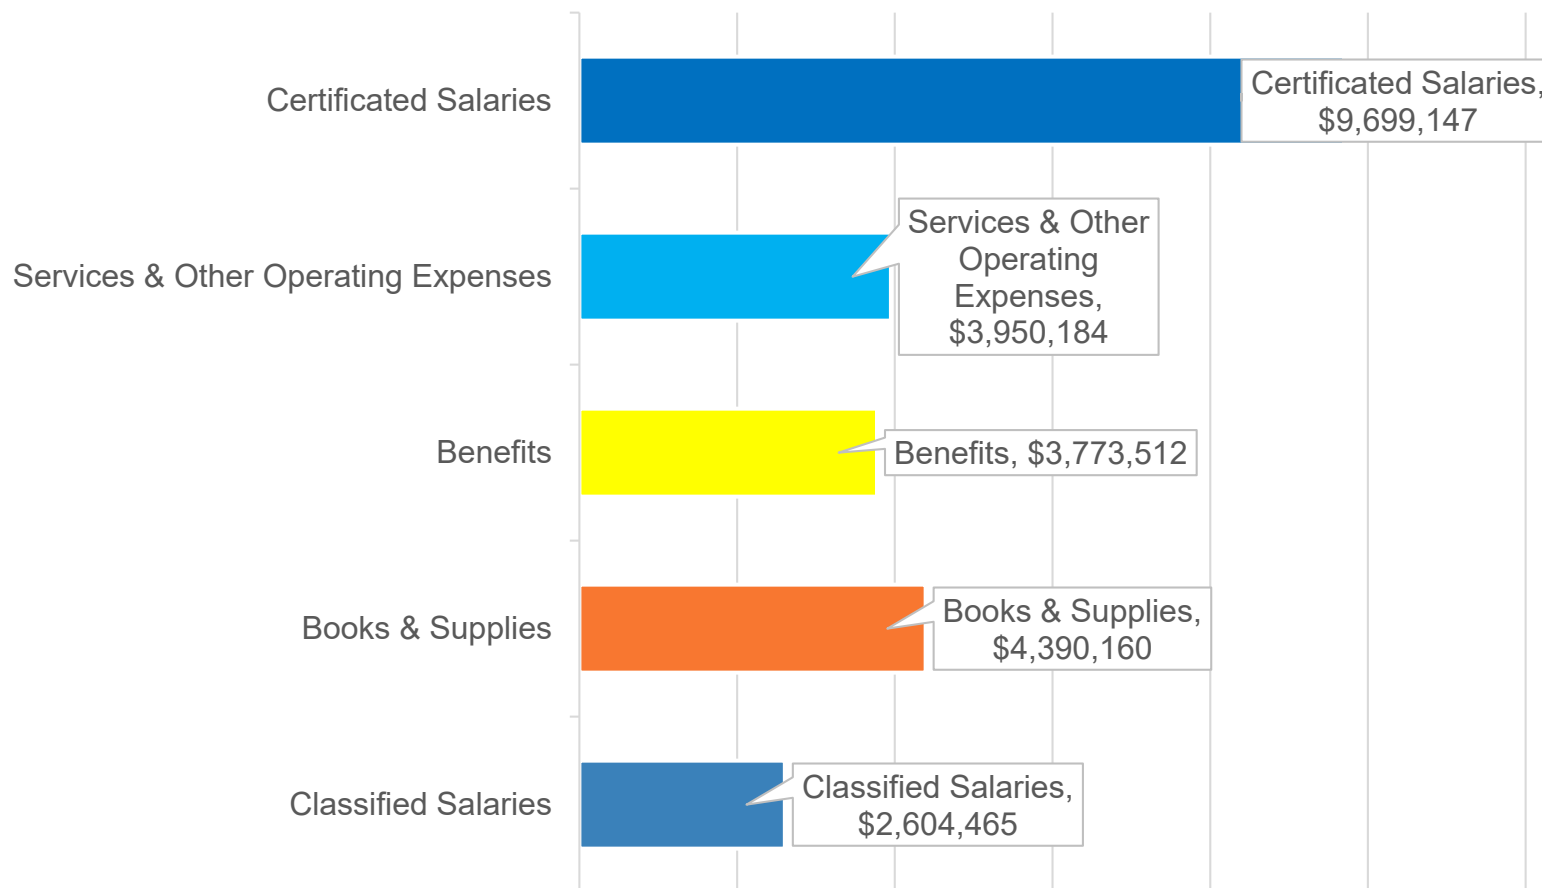 Certificated Salaries
Certificated Salaries,
$9,699,147
Services & Other Operating Expenses
Services & Other
Operating
Expenses,
$3,950,184
Benefits
Benefits, $3,773,512
Books & Supplies
Books & Supplies,
$4,390,160
Classified Salaries
Classified Salaries,
$2,604,465